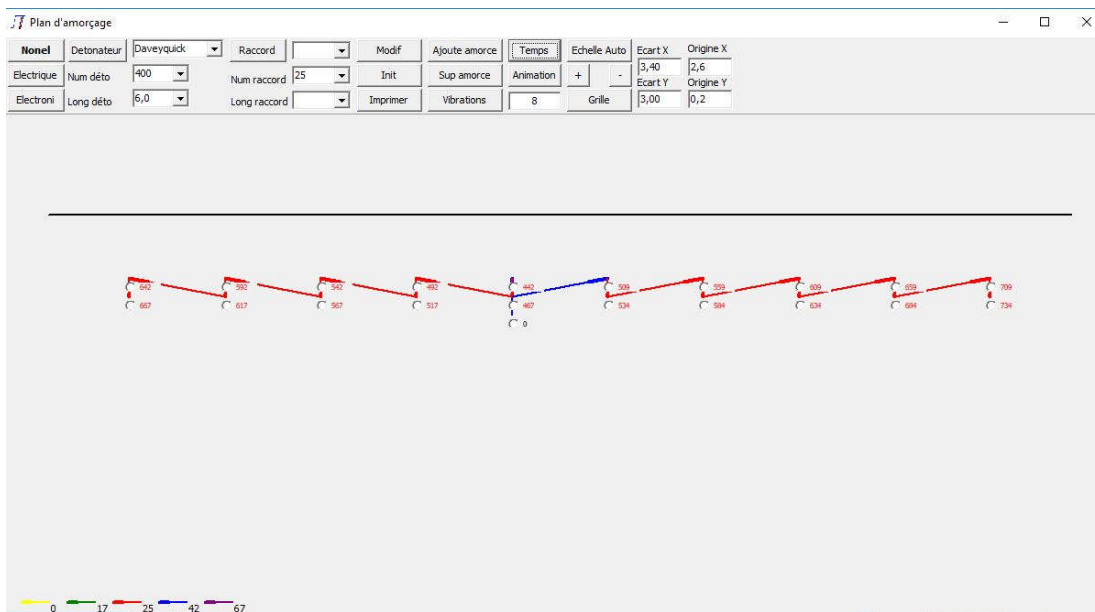 Plan d'amorçage
Nonel Detonateur Daveyquick Raccord Modif Ajoute amorce Temps Echelle Auto Ecart X Origine X
3,40 2,6
Electrique Num déto 400 Num raccord 25 Init Sup amorce Animation + - Ecart Y Origine Y
Electroni Long déto 6,0 Long raccord Imprimer Vibrations 8 Grille 3,00 0,2
642 592 542 492 442 509 559 609 659 709
667 617 567 517 467 534 584 634 684 734
0
0 17 25 42 67